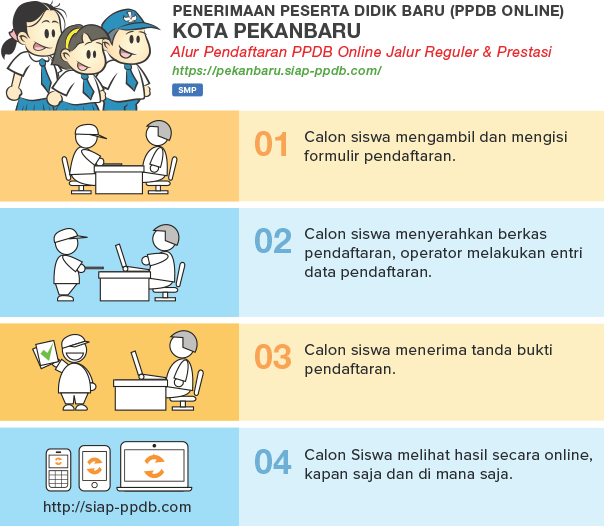 PENERIMAAN PESERTA DIDIK BARU (PPDB ONLINE)
KOTA PEKANBARU
Alur Pendaftaran PPDB Online Jalur Reguler & Prestasi
https://pekanbaru.siap-ppdb.com/
SMP
01
Calon siswa mengambil dan mengisi
formulir pendaftaran.
02
Calon siswa menyerahkan berkas
pendaftaran, operator melakukan entri
data pendaftaran.
03
Calon siswa menerima tanda bukti
pendaftaran.
04
Calon Siswa melihat hasil secara online,
kapan saja dan di mana saja.
http://siap-ppdb.com